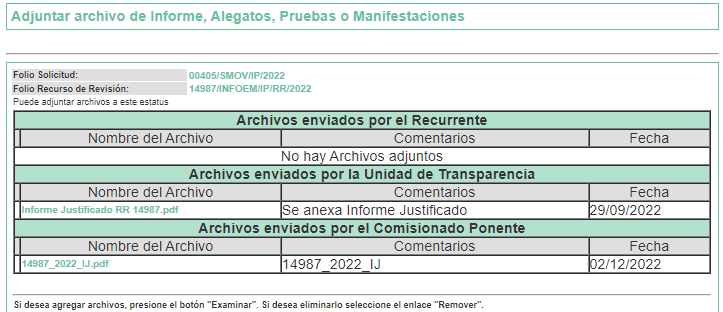 Adjuntar archivo de Informe, Alegatos, Pruebas o Manifestaciones
Folio Solicitud: 00405/SMOV/IP/2022
Folio Recurso de Revisión: 14987/INFOEM/IP/RR/2022
Puede adjuntar archivos a este estatus
Archivos enviados por el Recurrente
Nombre del Archivo Comentarios Fecha
No hay Archivos adjuntos
Archivos enviados por la Unidad de Transparencia
Nombre del Archivo Comentarios Fecha
Informe Justificado RR 14987.pdf Se anexa Informe Justificado 29/09/2022
Archivos enviados por el Comisionado Ponente
Nombre del Archivo Comentarios Fecha
14987_2022_IJ.pdf 14987_2022_IJ 02/12/2022
Si desea agregar archivos, presione el botón "Examinar". Si desea eliminarlo seleccione el enlace "Remover".